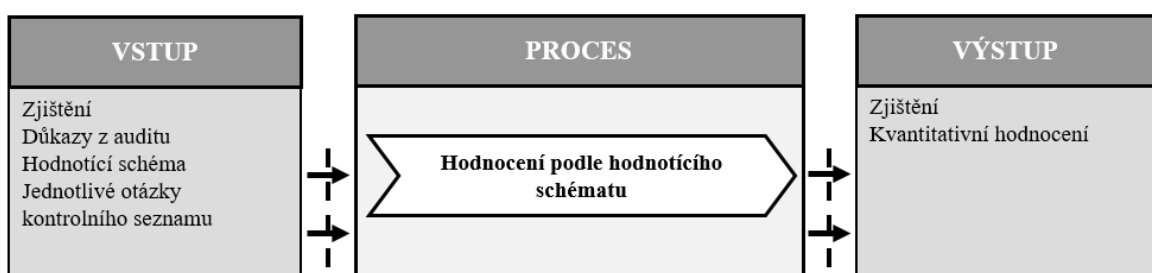 VSTUP
Zjištění
Důkazy z auditu
Hodnotící schéma
Jednotlivé otázky
kontrolního seznamu
PROCES
Hodnocení podle hodnotícího
schématu
VÝSTUP
Zjištění
Kvantitativní hodnocení